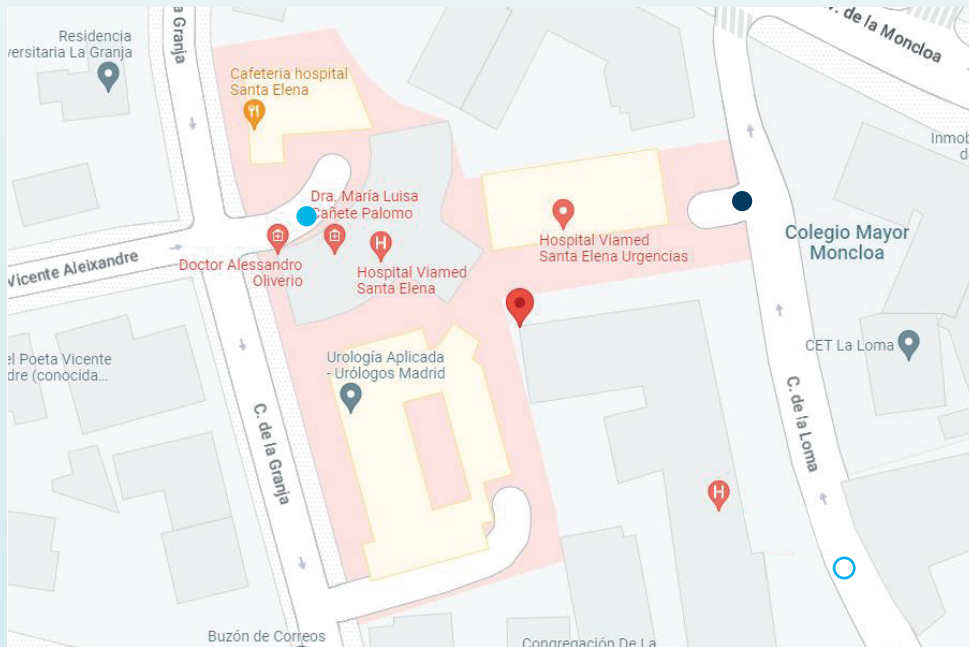 Residencia
versitaria La Granja
la Granja
Cafeteria hospital
Santa Elena
. de la Moncloa
Inmob
d
Dra. María Luisa
Cañete Palomo
Colegio Mayor
Moncloa
Hospital Viamed
Santa Elena Urgencias
Doctor Alessandro
Oliverio
H
Hospital Viamed
Santa Elena
Vicente Aleixandre
el Poeta Vicente
dre (conocida...
Urología Aplicada
- Urólogos Madrid
CET La Loma
C. de la Granja
C. de la Loma
H
Buzón de Correos
Congregación De La